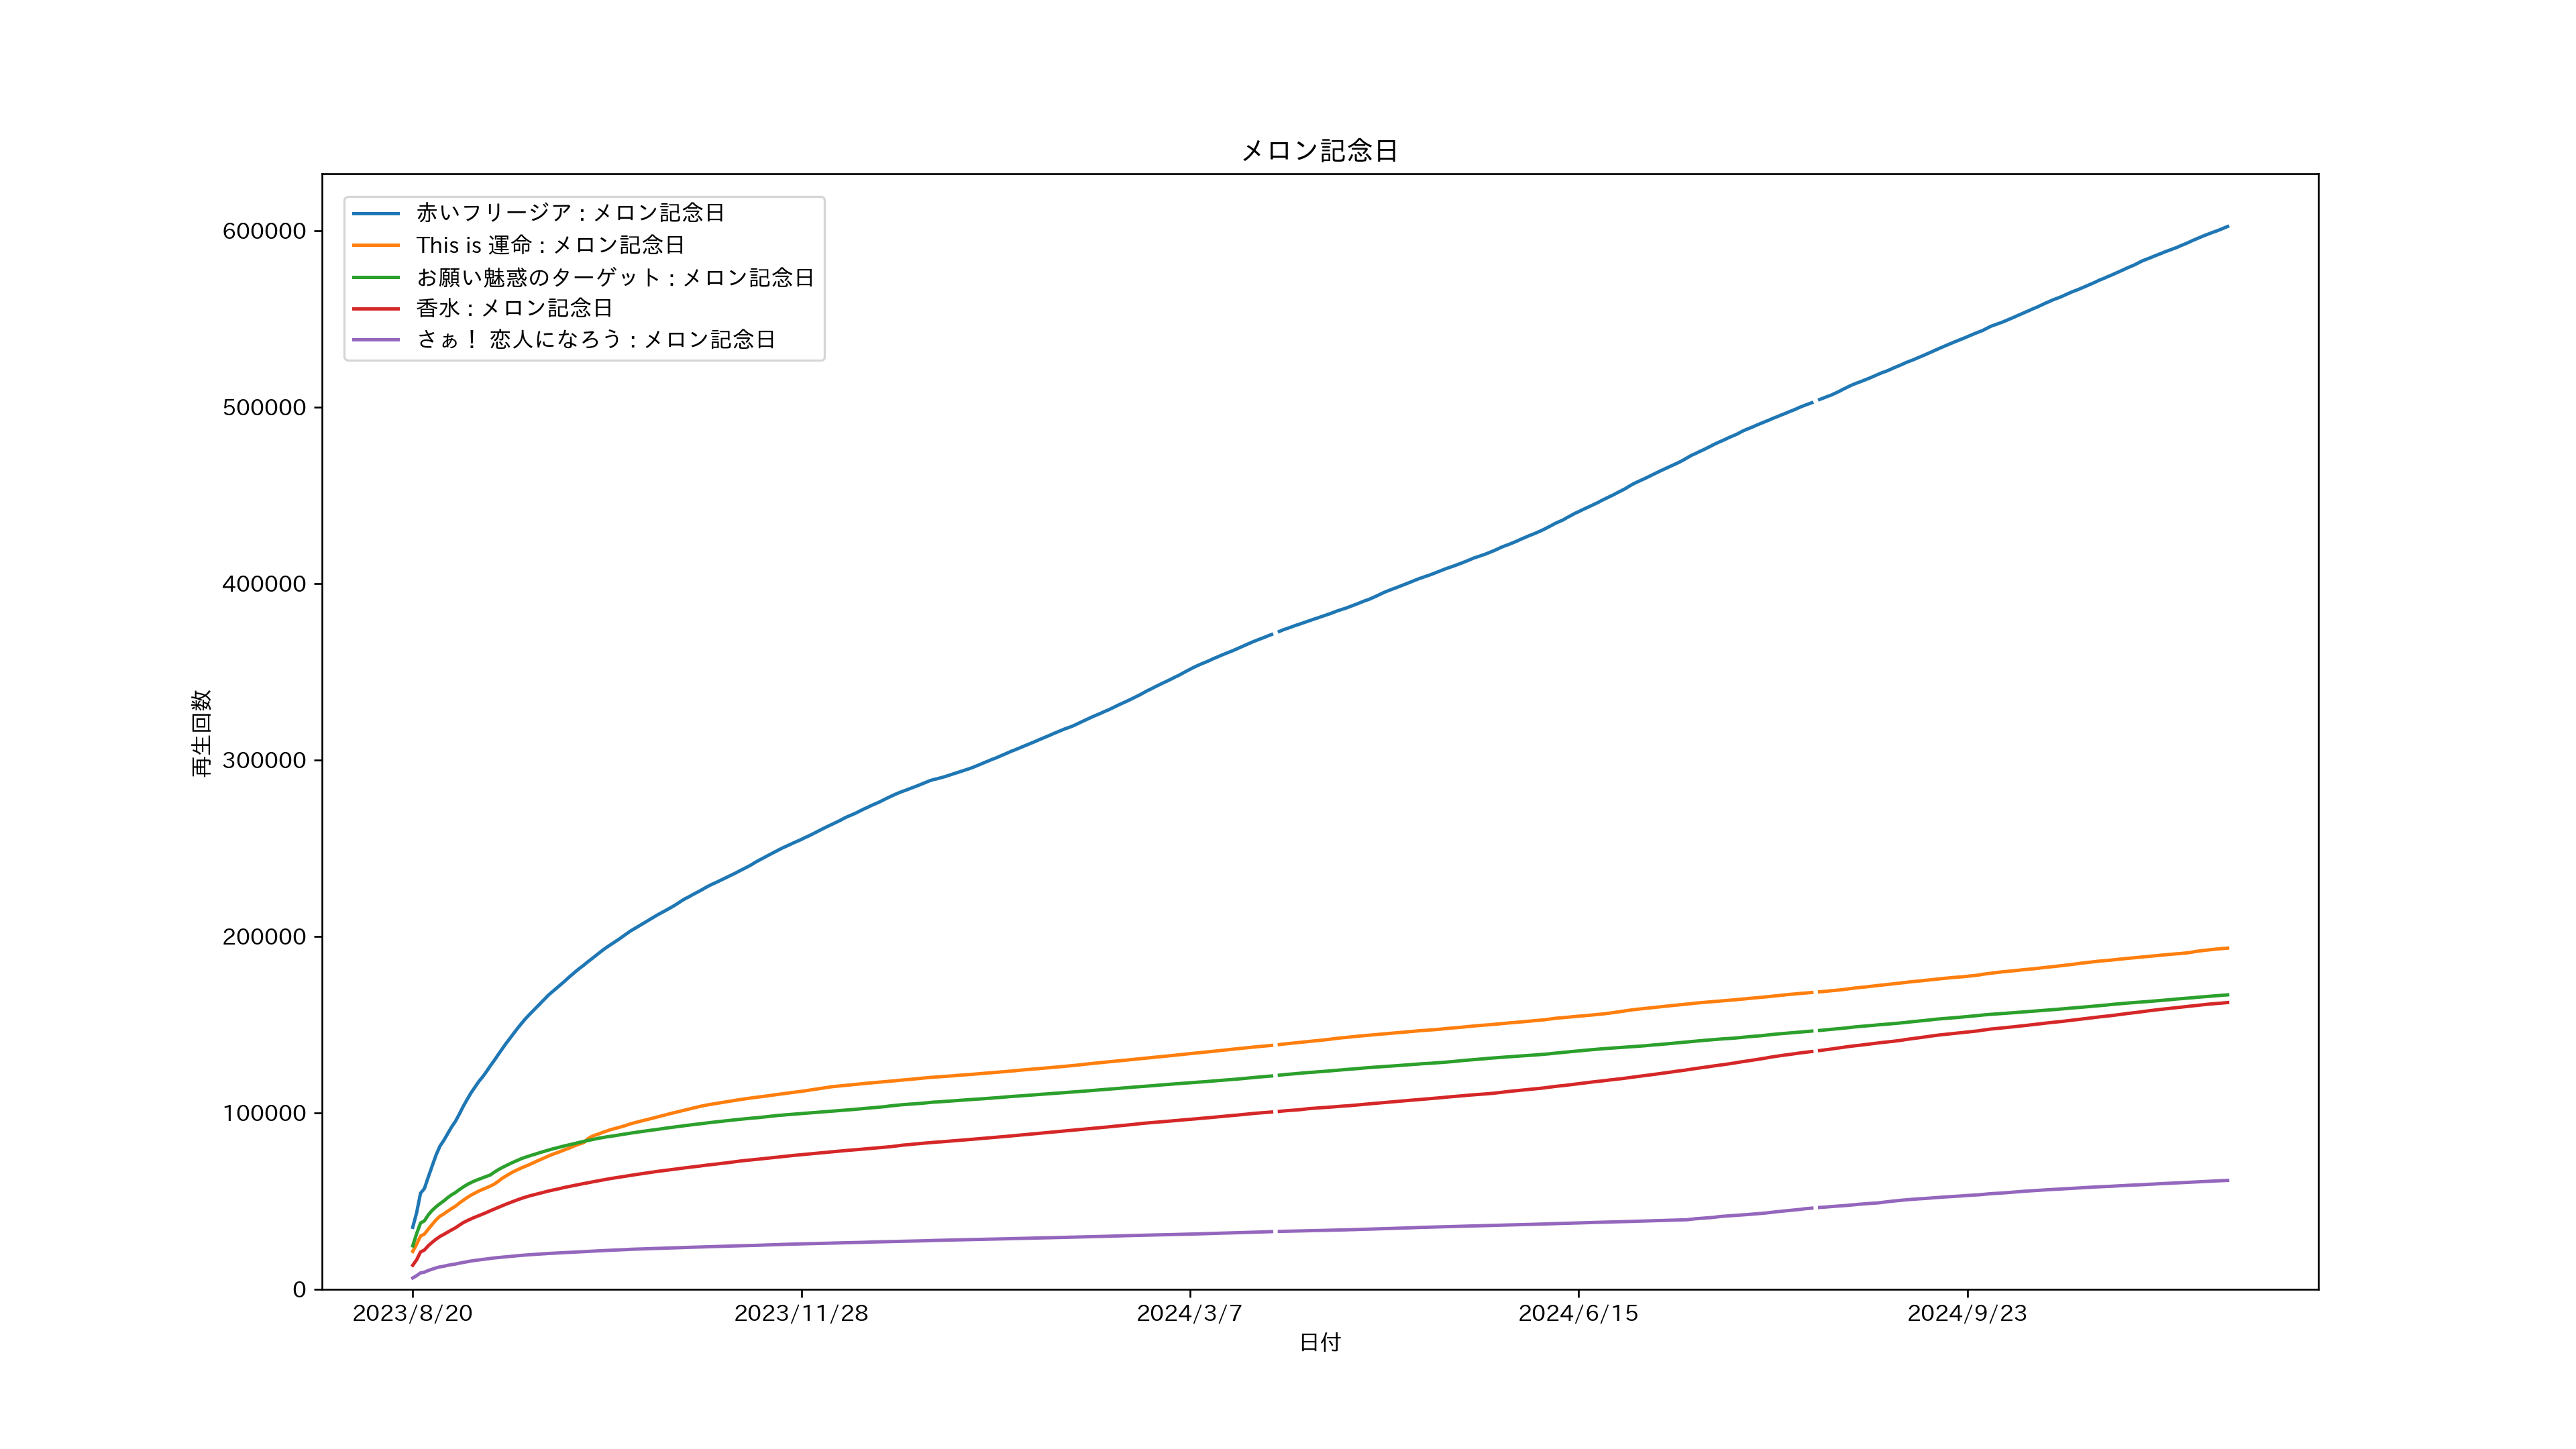 メロン記念日
赤いフリージア : メロン記念日
This is 運命 : メロン記念日
お願い魅惑のターゲット : メロン記念日
香水 : メロン記念日
さぁ！ 恋人になろう : メロン記念日
600000
500000
400000
300000
200000
100000
0
再生回数
2023/8/20
2023/11/28
2024/3/7
2024/6/15
2024/9/23
日付